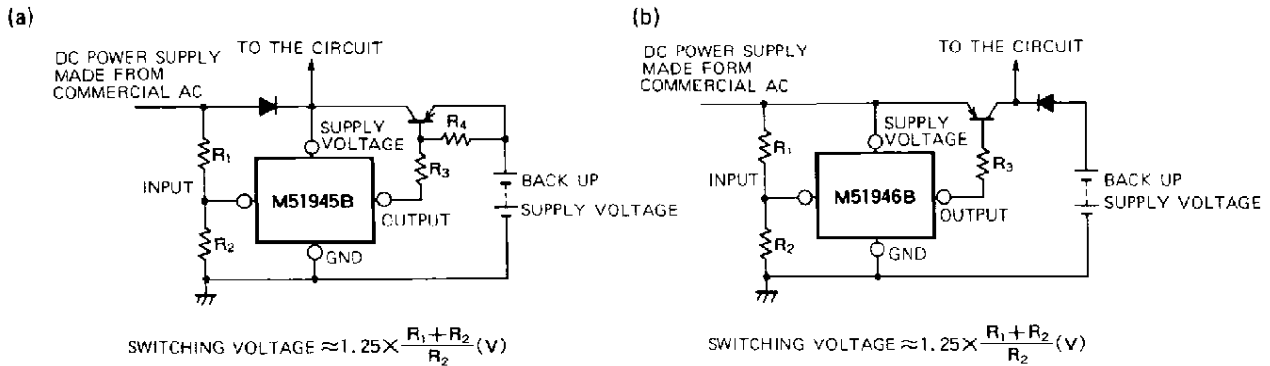 (a)
TO THE CIRCUIT
DC POWER SUPPLY
MADE FROM
COMMERCIAL AC
SUPPLY
VOLTAGE
R4
R1
R3
INPUT
M51945B
OUTPUT
BACK UP
SUPPLY VOLTAGE
R2
GND
SWITCHING VOLTAGE ≈1.25× R1+R2 / R2 (V)
(b)
TO THE CIRCUIT
DC POWER SUPPLY
MADE FORM
COMMERCIAL AC
SUPPLY
VOLTAGE
R1
R3
INPUT
M51946B
OUTPUT
BACK UP
SUPPLY VOLTAGE
R2
GND
SWITCHING VOLTAGE ≈1.25× R1+R2 / R2 (V)